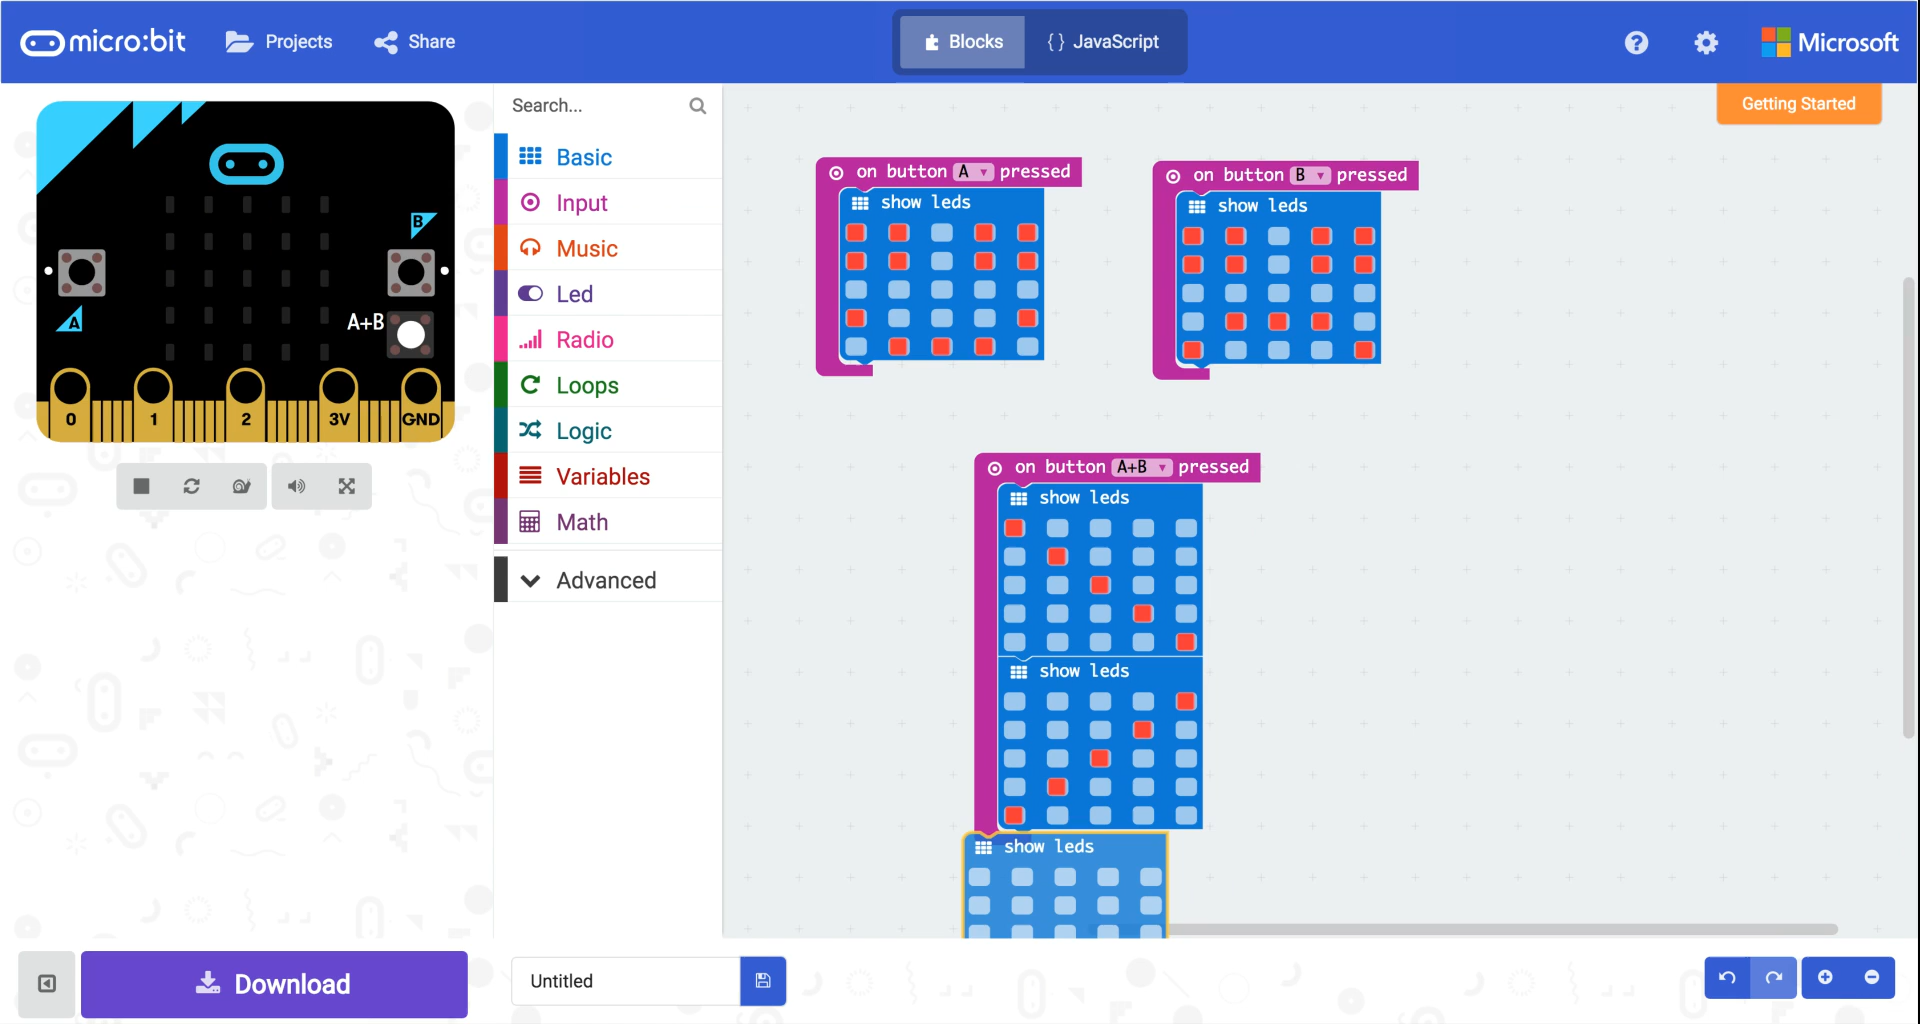 micro:bit Projects Share Blocks {} JavaScript ? Microsoft
Getting Started
Search...
Basic
Input
Music
Led
Radio
Loops
Logic
Variables
Math
Advanced
B
A
A+B
0 1 2 3V GND
on button A pressed
show leds
on button B pressed
show leds
on button A+B pressed
show leds
show leds
show leds
Download
Untitled